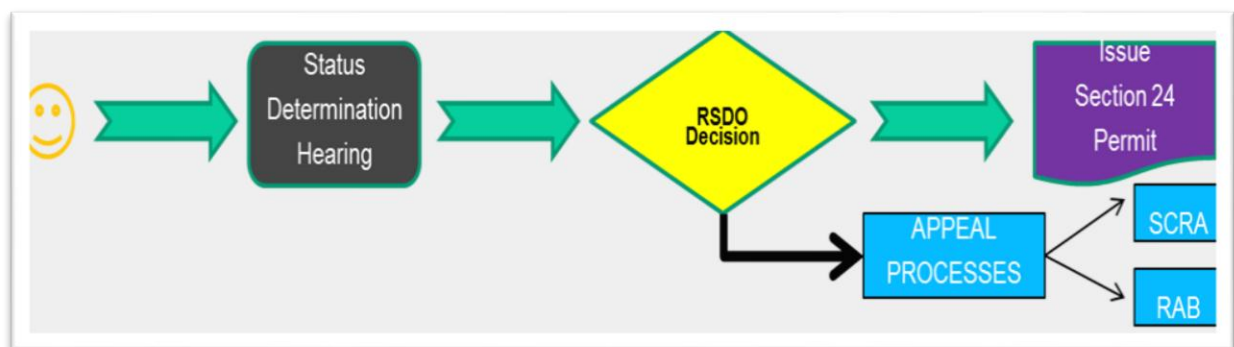 Status
Determination
Hearing
RSDO
Decision
Issue
Section 24
Permit
APPEAL
PROCESSES
SCRA
RAB